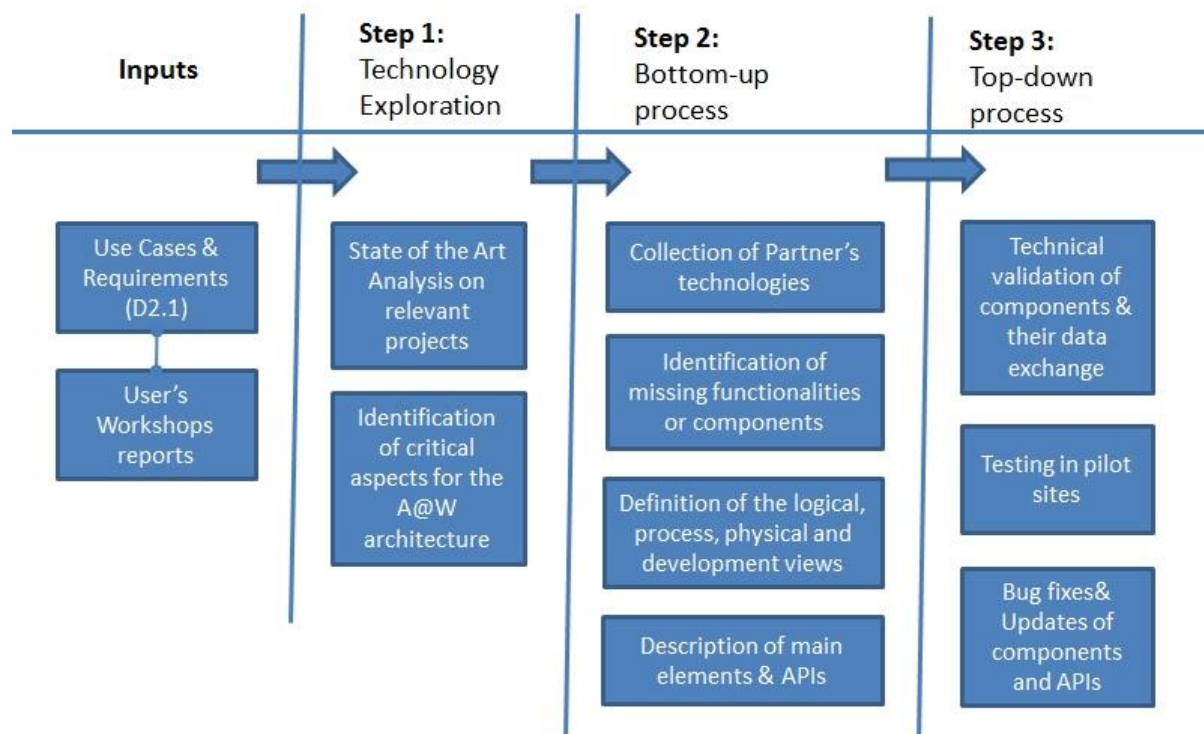 Inputs
Step 1:
Technology
Exploration
Step 2:
Bottom-up
process
Step 3:
Top-down
process
Use Cases &
Requirements
(D2.1)
User’s
Workshops
reports
State of the Art
Analysis on
relevant
projects
Identification
of critical
aspects for the
A@W
architecture
Collection of Partner’s
technologies
Identification of
missing functionalities
or components
Definition of the logical,
process, physical and
development views
Description of main
elements & APIs
Technical
validation of
components &
their data
exchange
Testing in pilot
sites
Bug fixes&
Updates of
components
and APIs